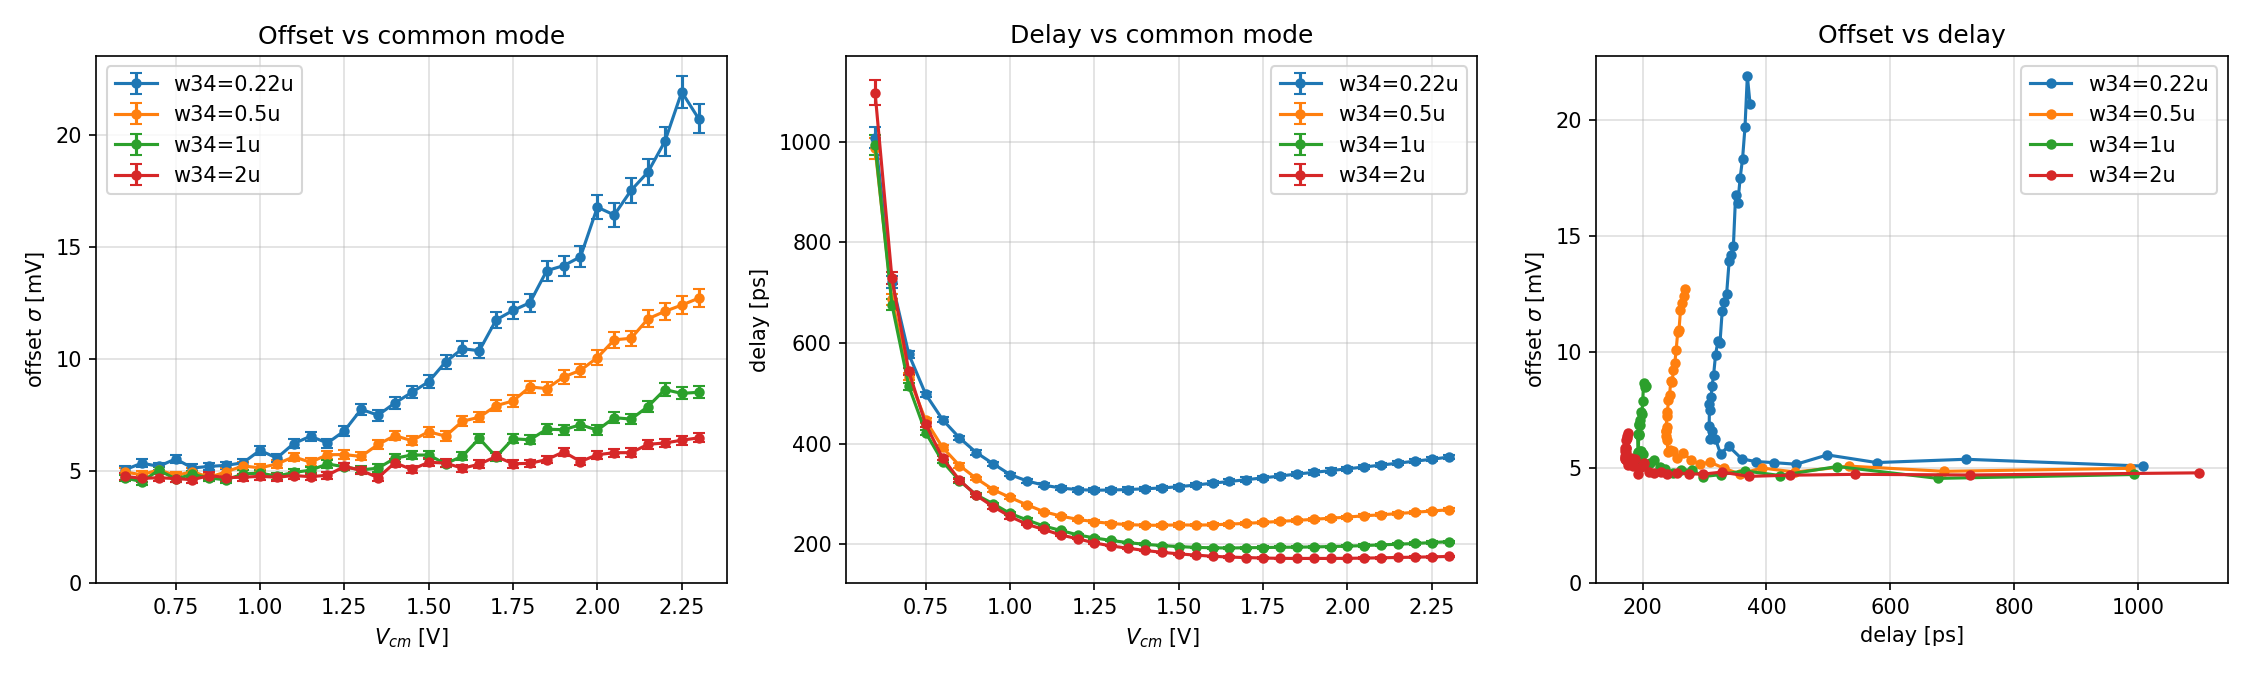 Offset vs common mode
offset σ [mV]
20
15
10
5
0
w34=0.22u
w34=0.5u
w34=1u
w34=2u
0.75 1.00 1.25 1.50 1.75 2.00 2.25
V_cm [V]
Delay vs common mode
delay [ps]
1000
800
600
400
200
w34=0.22u
w34=0.5u
w34=1u
w34=2u
0.75 1.00 1.25 1.50 1.75 2.00 2.25
V_cm [V]
Offset vs delay
offset σ [mV]
20
15
10
5
0
w34=0.22u
w34=0.5u
w34=1u
w34=2u
200 400 600 800 1000
delay [ps]